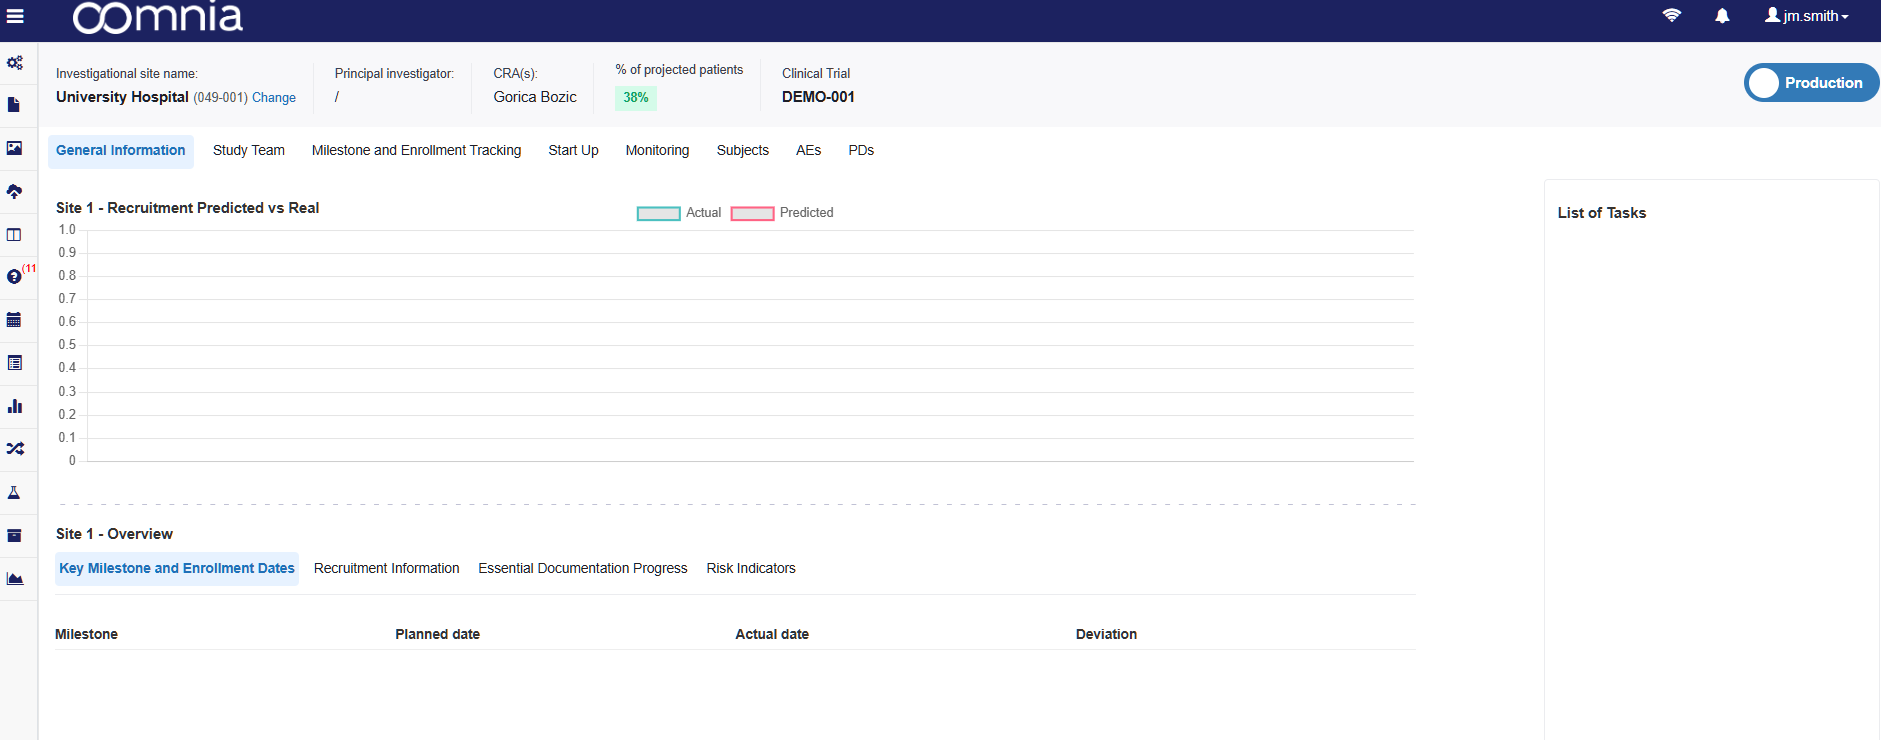 oomnia
jm.smith
Investigational site name:
University Hospital (049-001) Change
Principal investigator:
/
CRA(s):
Gorica Bozic
% of projected patients
38%
Clinical Trial
DEMO-001
Production
General Information
Study Team
Milestone and Enrollment Tracking
Start Up
Monitoring
Subjects
AEs
PDs
Site 1 - Recruitment Predicted vs Real
Actual
Predicted
List of Tasks
1.0
0.9
0.8
0.7
0.6
0.5
0.4
0.3
0.2
0.1
0
(11
Site 1 - Overview
Key Milestone and Enrollment Dates
Recruitment Information
Essential Documentation Progress
Risk Indicators
Milestone
Planned date
Actual date
Deviation